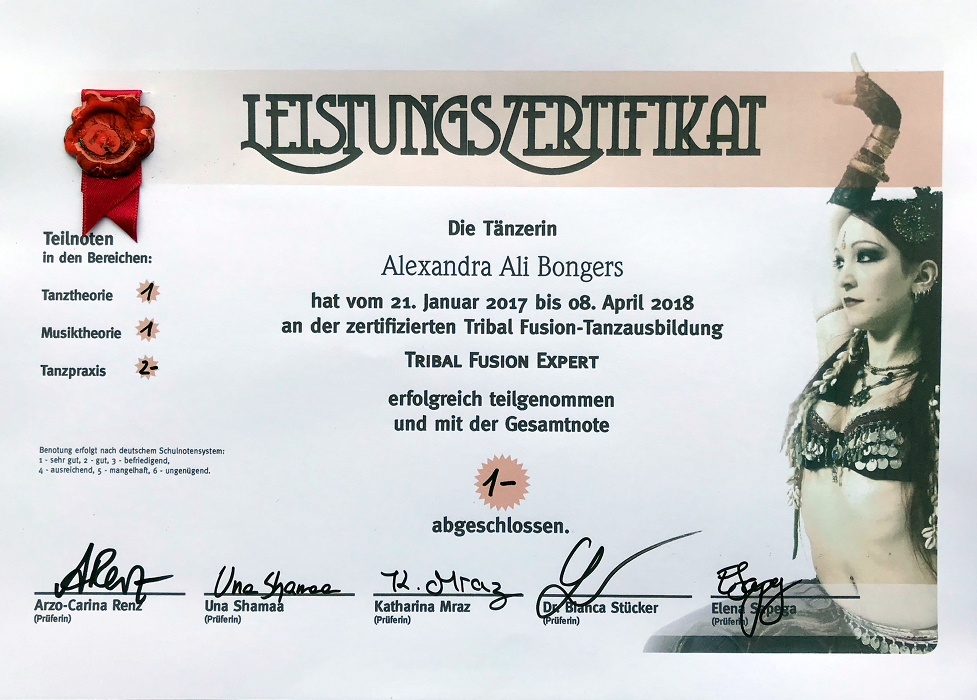 LEISTUNGSZERTIFIKAT
Teilnoten
in den Bereichen:
Tanztheorie 1
Musiktheorie 1
Tanzpraxis 2-
Benotung erfolgt nach deutschem Schulnotensystem:
1 - sehr gut, 2 - gut, 3 - befriedigend,
4 - ausreichend, 5 - mangelhaft, 6 - ungenügend.
Die Tänzerin
Alexandra Ali Bongers
hat vom 21. Januar 2017 bis 08. April 2018
an der zertifizierten Tribal Fusion-Tanzausbildung
TRIBAL FUSION EXPERT
erfolgreich teilgenommen
und mit der Gesamtnote
1-
abgeschlossen.
ARenz Una Shamaa K. Mraz
Arzo-Carina Renz Una Shamaa Katharina Mraz Dr. Bianca Stücker Elena Sapega
(Prüferin) (Prüferin) (Prüferin) (Prüferin) (Prüferin)